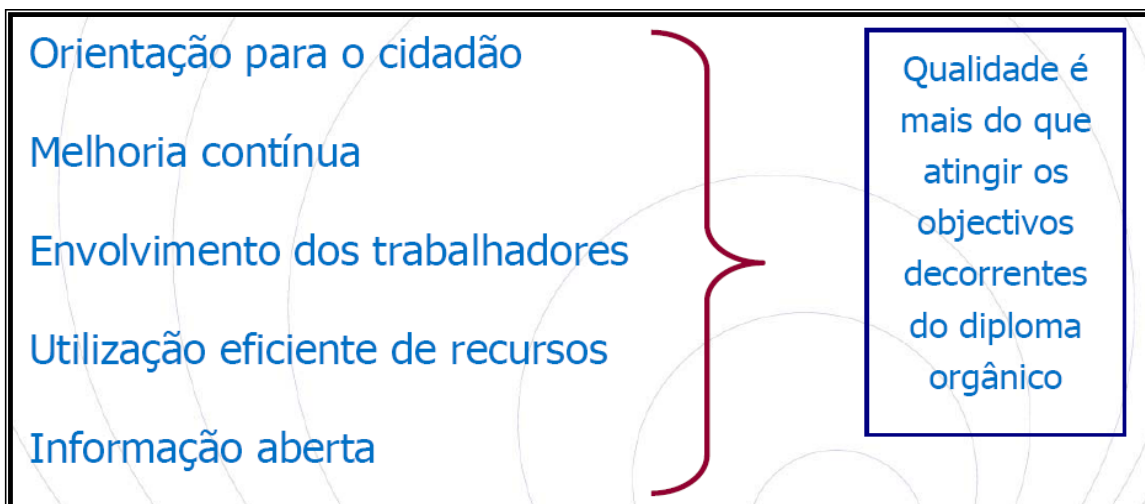 Orientação para o cidadão
Melhoria contínua
Envolvimento dos trabalhadores
Utilização eficiente de recursos
Informação aberta
Qualidade é
mais do que
atingir os
objectivos
decorrentes
do diploma
orgânico